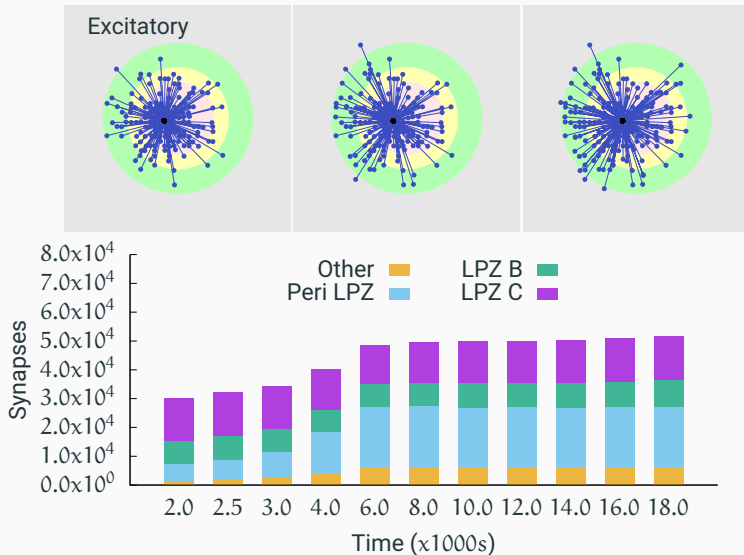 Excitatory
8.0x10⁴
7.0x10⁴
6.0x10⁴
5.0x10⁴
4.0x10⁴
3.0x10⁴
2.0x10⁴
1.0x10⁴
0.0x10⁰
Synapses
Other
LPZ B
Peri LPZ
LPZ C
2.0 2.5 3.0 4.0 6.0 8.0 10.0 12.0 14.0 16.0 18.0
Time (x1000s)